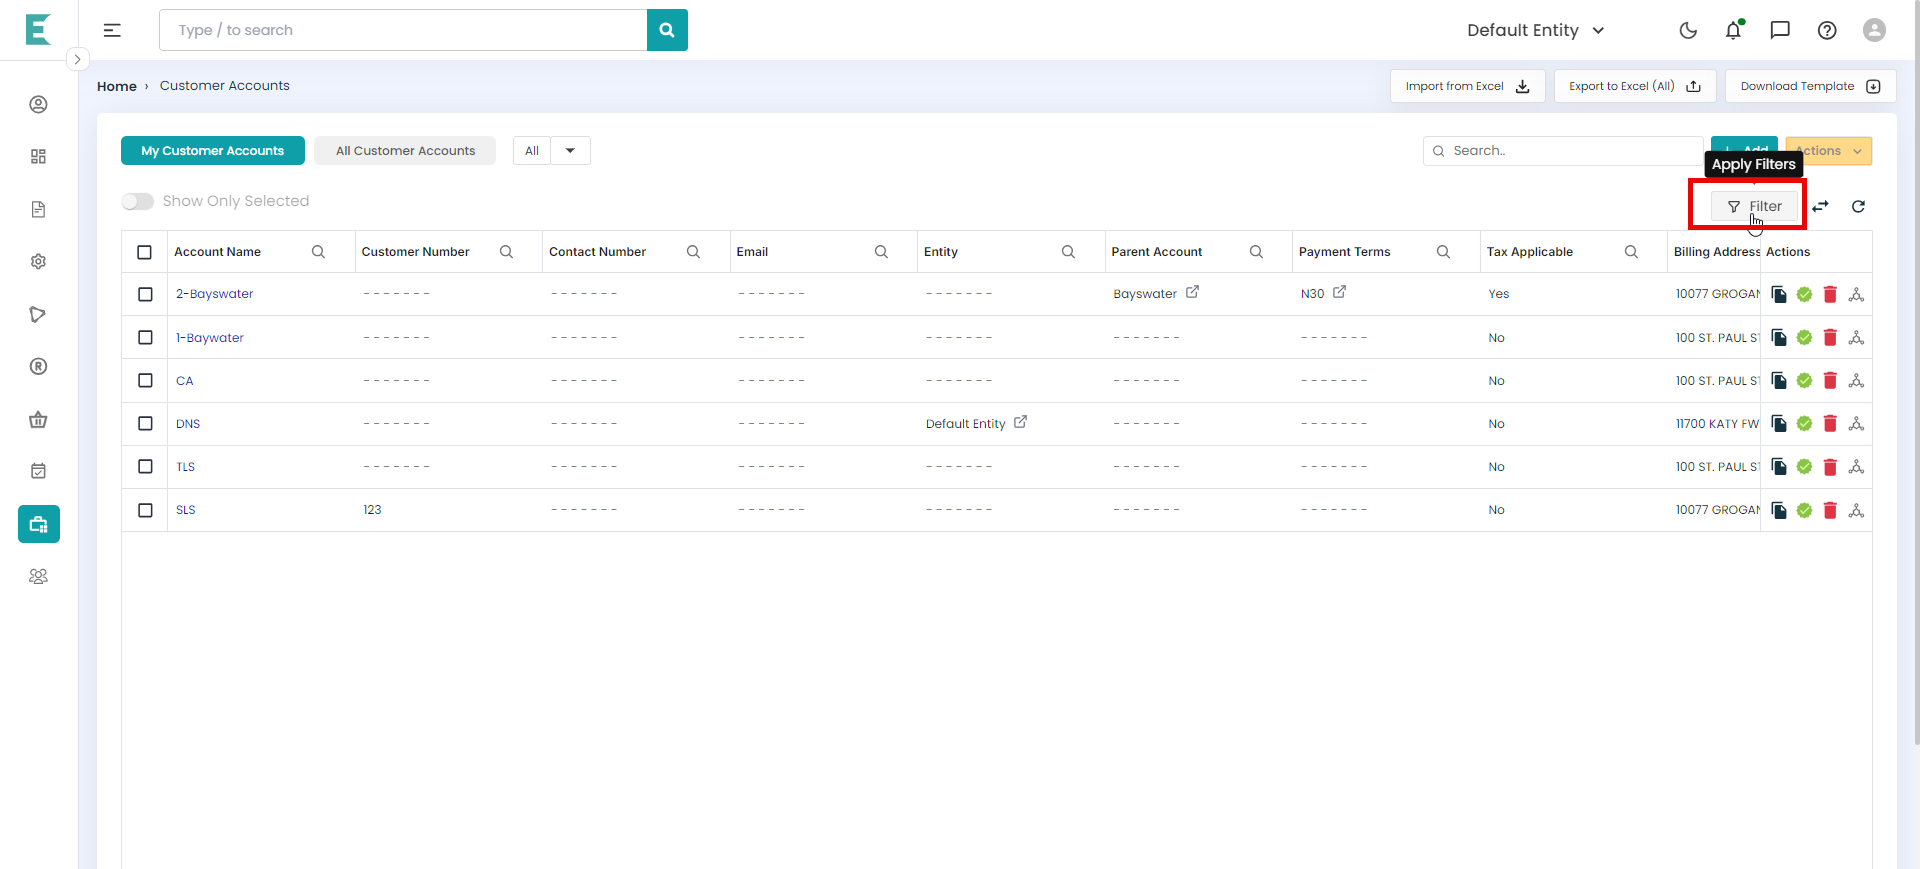 Type / to search
Default Entity
Home › Customer Accounts
Import from Excel
Export to Excel (All)
Download Template
My Customer Accounts
All Customer Accounts
All
Search..
Add
Actions
Apply Filters
Show Only Selected
Filter
Account Name Customer Number Contact Number Email Entity Parent Account Payment Terms Tax Applicable Billing Address Actions
2-Bayswater ------- ------- ------- ------- Bayswater N30 Yes 10077 GROGAN
1-Baywater ------- ------- ------- ------- ------- ------- No 100 ST. PAUL ST
CA ------- ------- ------- ------- ------- ------- No 100 ST. PAUL ST
DNS ------- ------- ------- Default Entity ------- ------- No 11700 KATY FW
TLS ------- ------- ------- ------- ------- ------- No 100 ST. PAUL ST
SLS 123 ------- ------- ------- ------- ------- No 10077 GROGAN